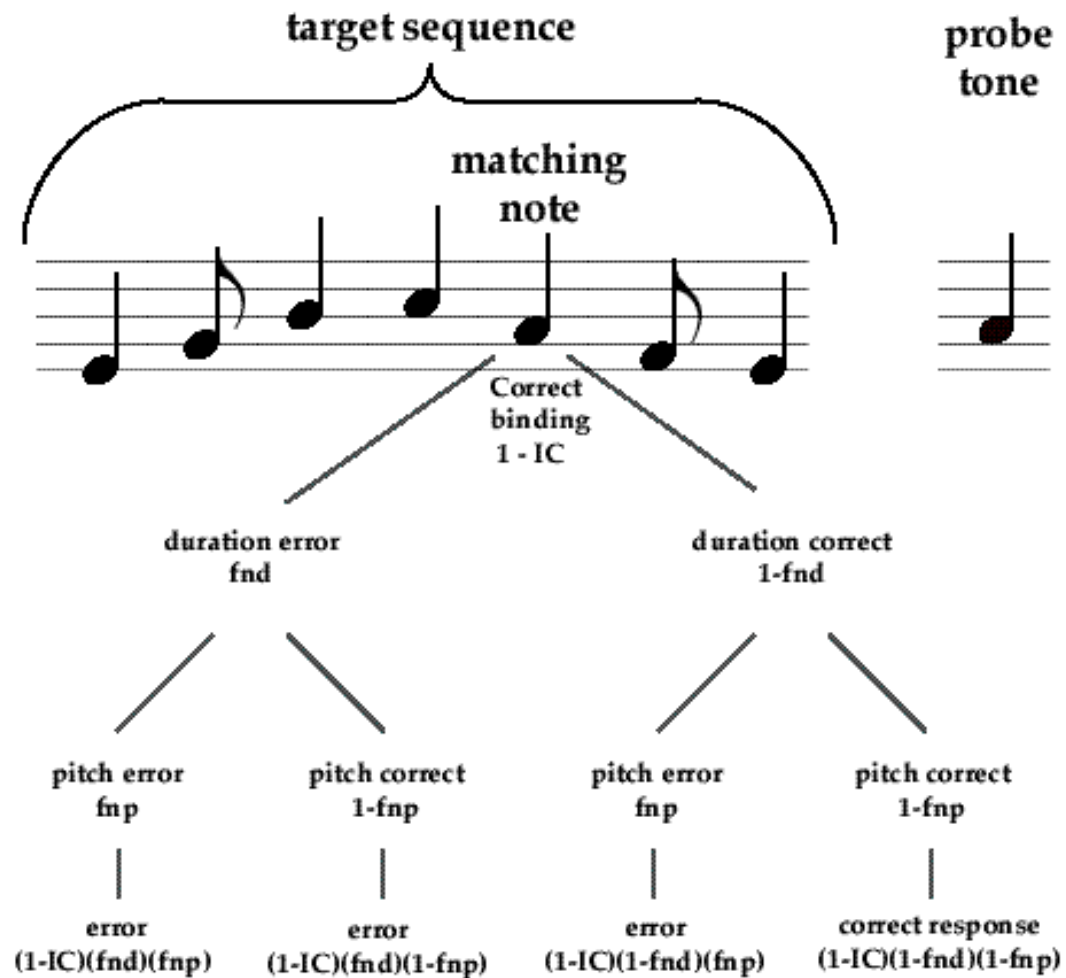 target sequence
probe
tone
matching
note
Correct
binding
1 - IC
duration error
fnd
duration correct
1-fnd
pitch error
fnp
pitch correct
1-fnp
pitch error
fnp
pitch correct
1-fnp
error
(1-IC)(fnd)(fnp)
error
(1-IC)(fnd)(1-fnp)
error
(1-IC)(1-fnd)(fnp)
correct response
(1-IC)(1-fnd)(1-fnp)